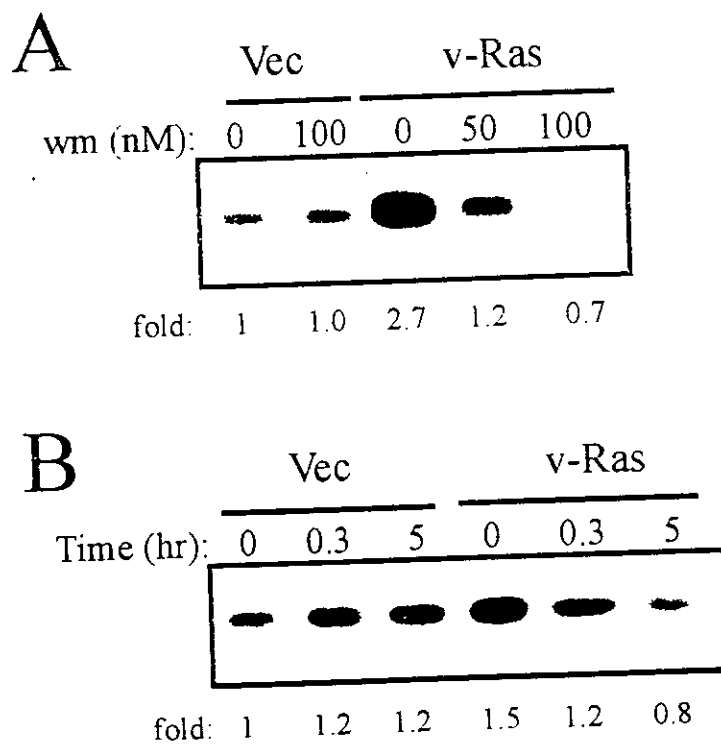 A
Vec v-Ras
wm (nM): 0 100 0 50 100
fold: 1 1.0 2.7 1.2 0.7
B
Vec v-Ras
Time (hr): 0 0.3 5 0 0.3 5
fold: 1 1.2 1.2 1.5 1.2 0.8